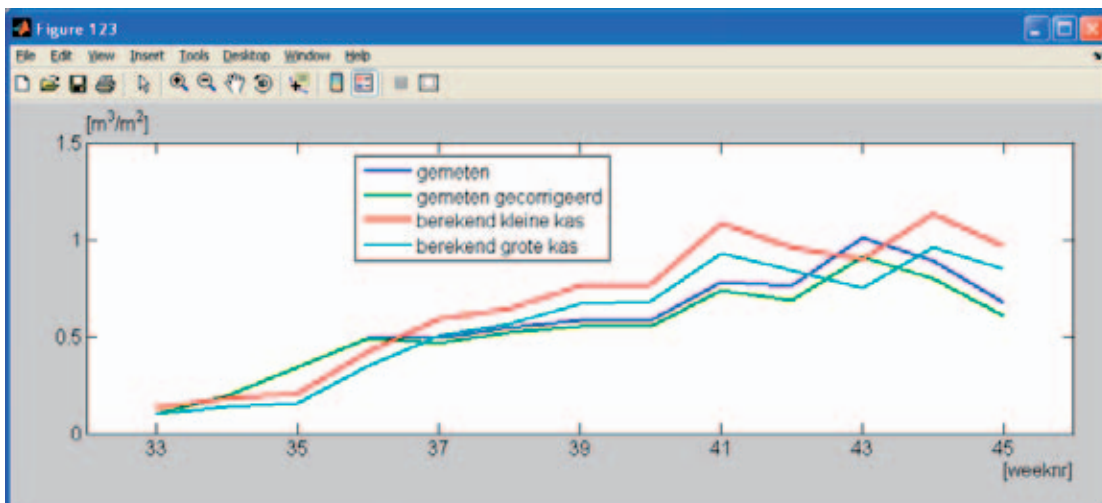 Figure 123
File Edit View Insert Tools Desktop Window Help
[m³/m²]
1.5
1
0.5
0
gemeten
gemeten gecorrigeerd
berekend kleine kas
berekend grote kas
33 35 37 39 41 43 45
[weeknr]